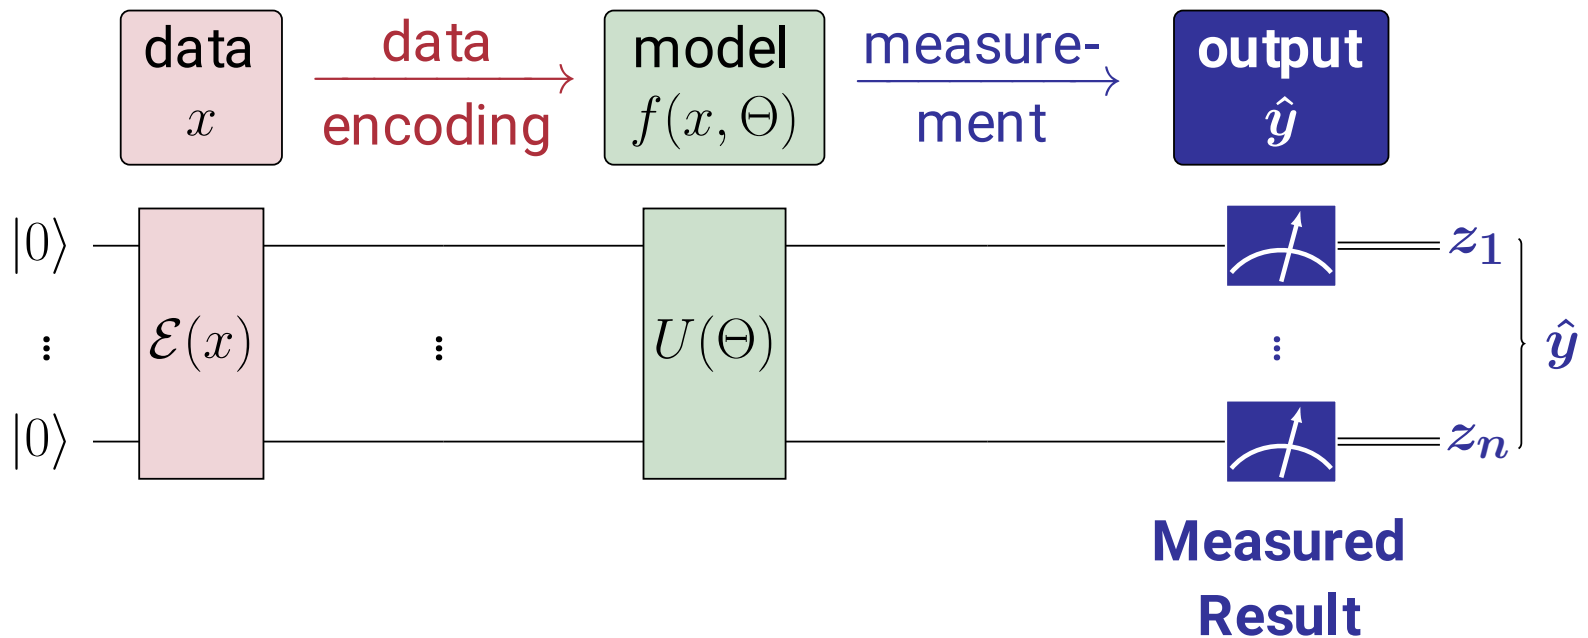 data
x
data
encoding
model
f(x, Θ)
measure-
ment
output
ŷ
|0⟩
⋮
|0⟩
ℰ(x)
⋮
U(Θ)
⋮
z₁
zₙ
ŷ
Measured
Result